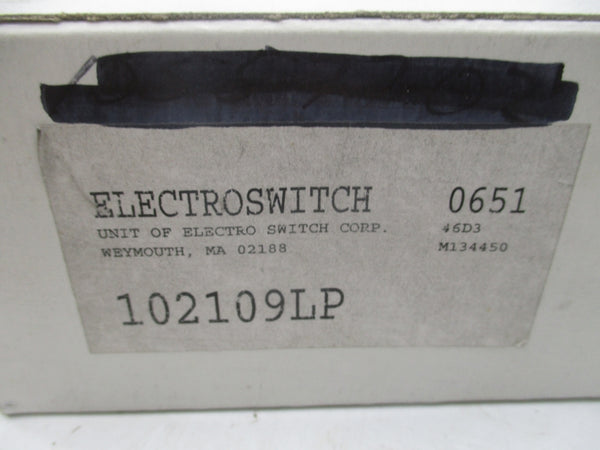 ELECTROSWITCH 0651
UNIT OF ELECTRO SWITCH CORP. 46D3
WEYMOUTH, MA 02188 M134450
102109LP